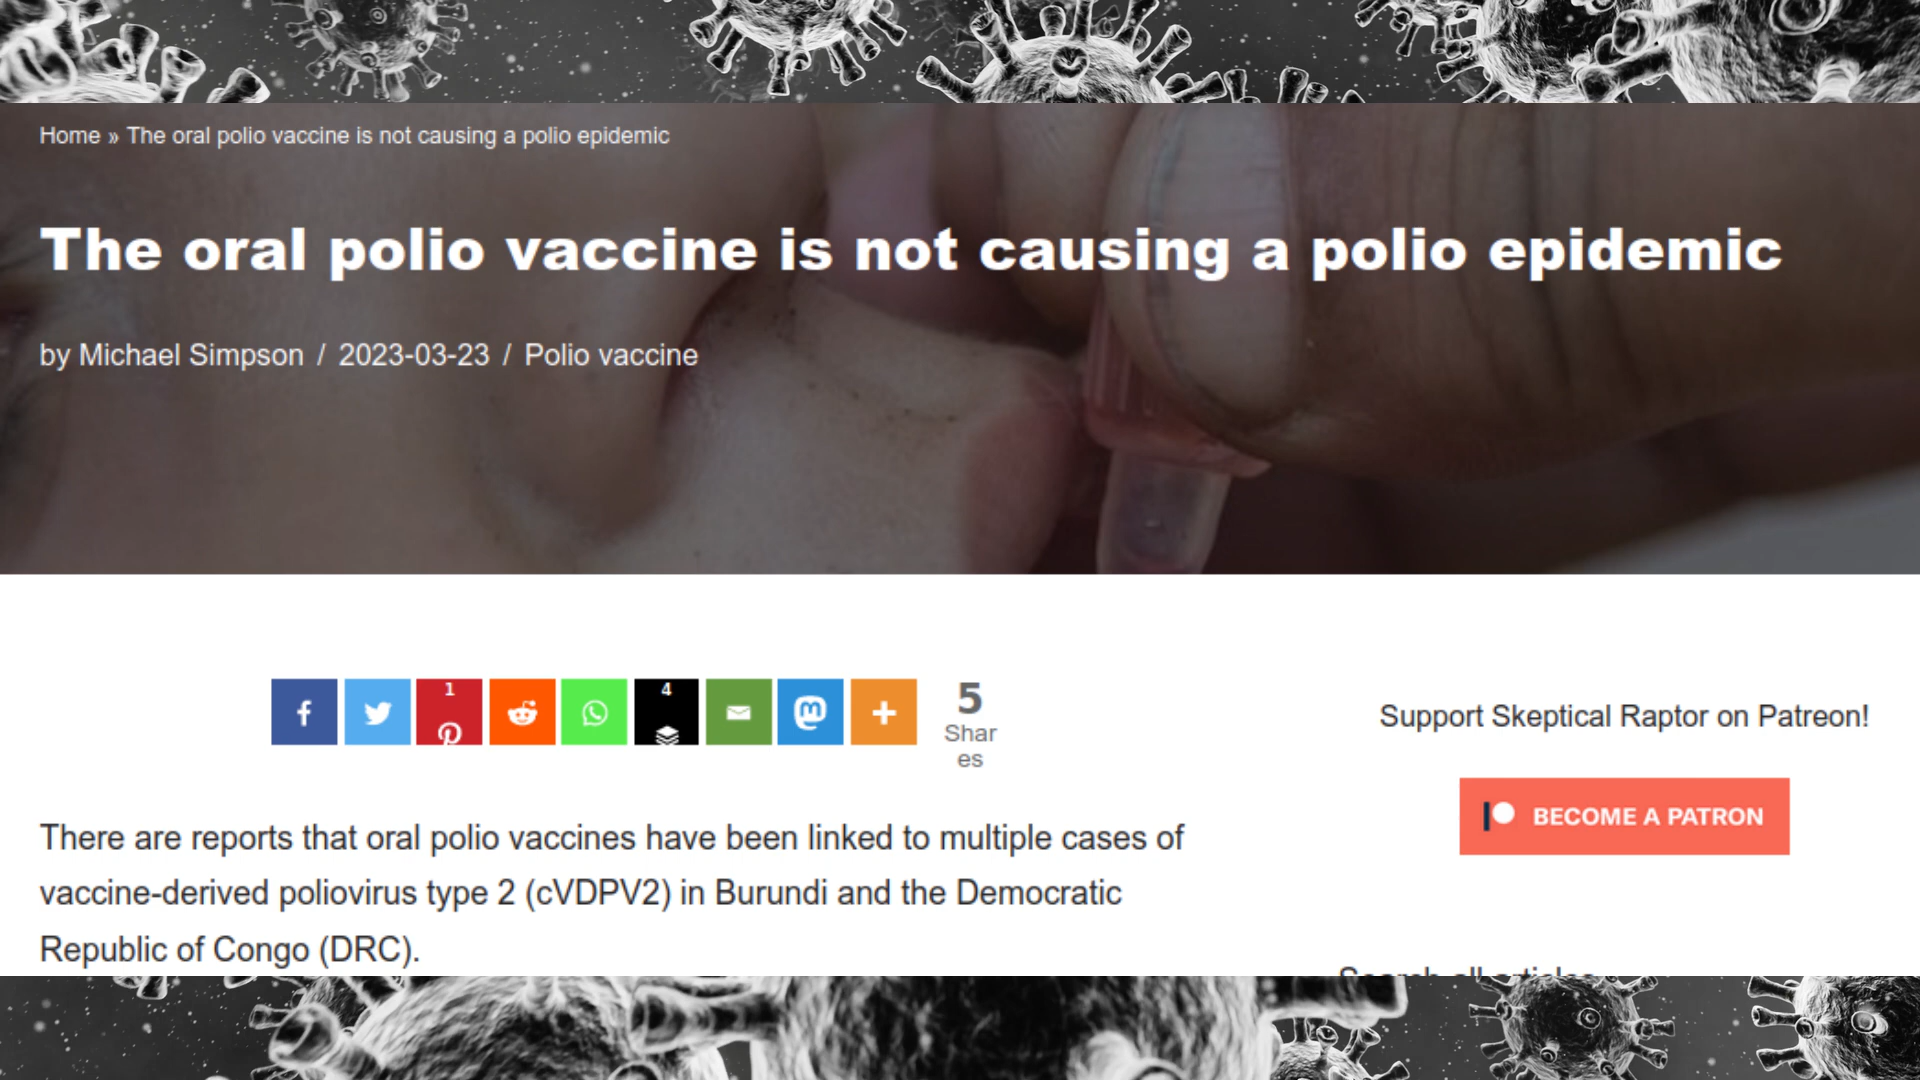 Home » The oral polio vaccine is not causing a polio epidemic
The oral polio vaccine is not causing a polio epidemic
by Michael Simpson / 2023-03-23 / Polio vaccine
1
4
5
Shar
es
Support Skeptical Raptor on Patreon!
BECOME A PATRON
There are reports that oral polio vaccines have been linked to multiple cases of
vaccine-derived poliovirus type 2 (cVDPV2) in Burundi and the Democratic
Republic of Congo (DRC).
Search all articles